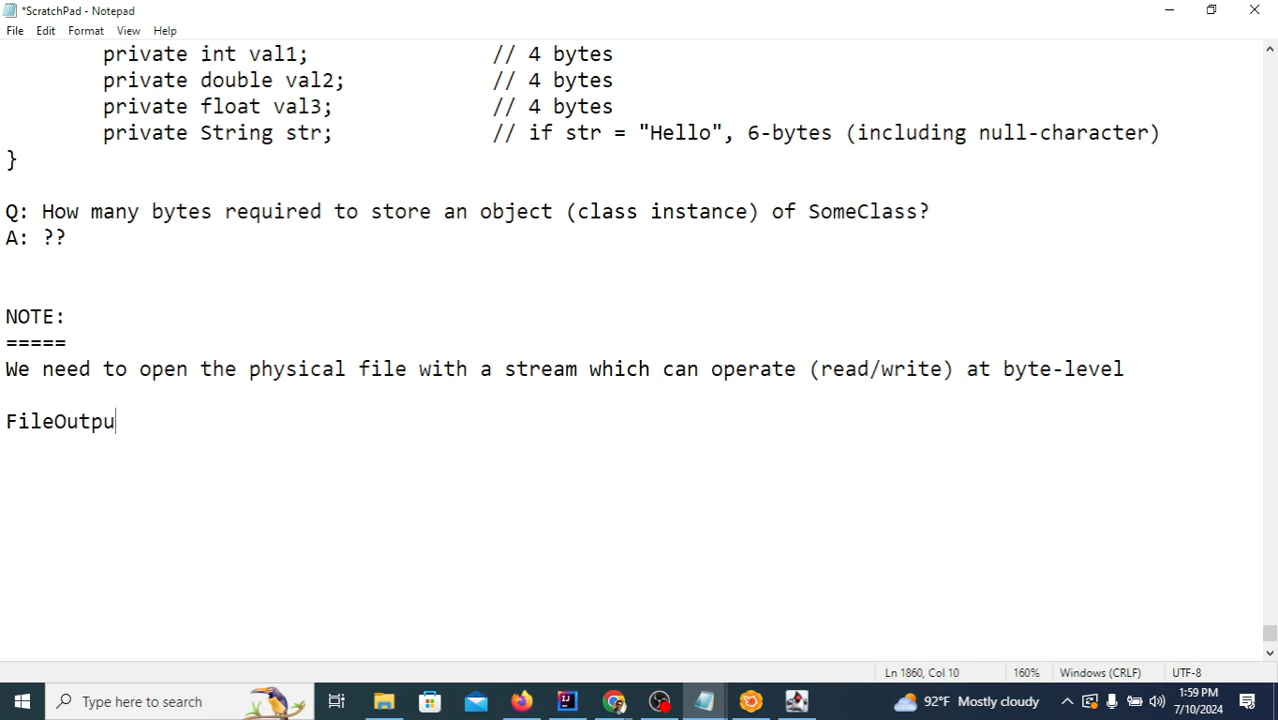 *ScratchPad - Notepad
File Edit Format View Help
private int val1; // 4 bytes
private double val2; // 4 bytes
private float val3; // 4 bytes
private String str; // if str = "Hello", 6-bytes (including null-character)
}
Q: How many bytes required to store an object (class instance) of SomeClass?
A: ??
NOTE:
=====
We need to open the physical file with a stream which can operate (read/write) at byte-level
FileOutpu
Ln 1860, Col 10 160% Windows (CRLF) UTF-8
Type here to search 92°F Mostly cloudy 1:59 PM
7/10/2024